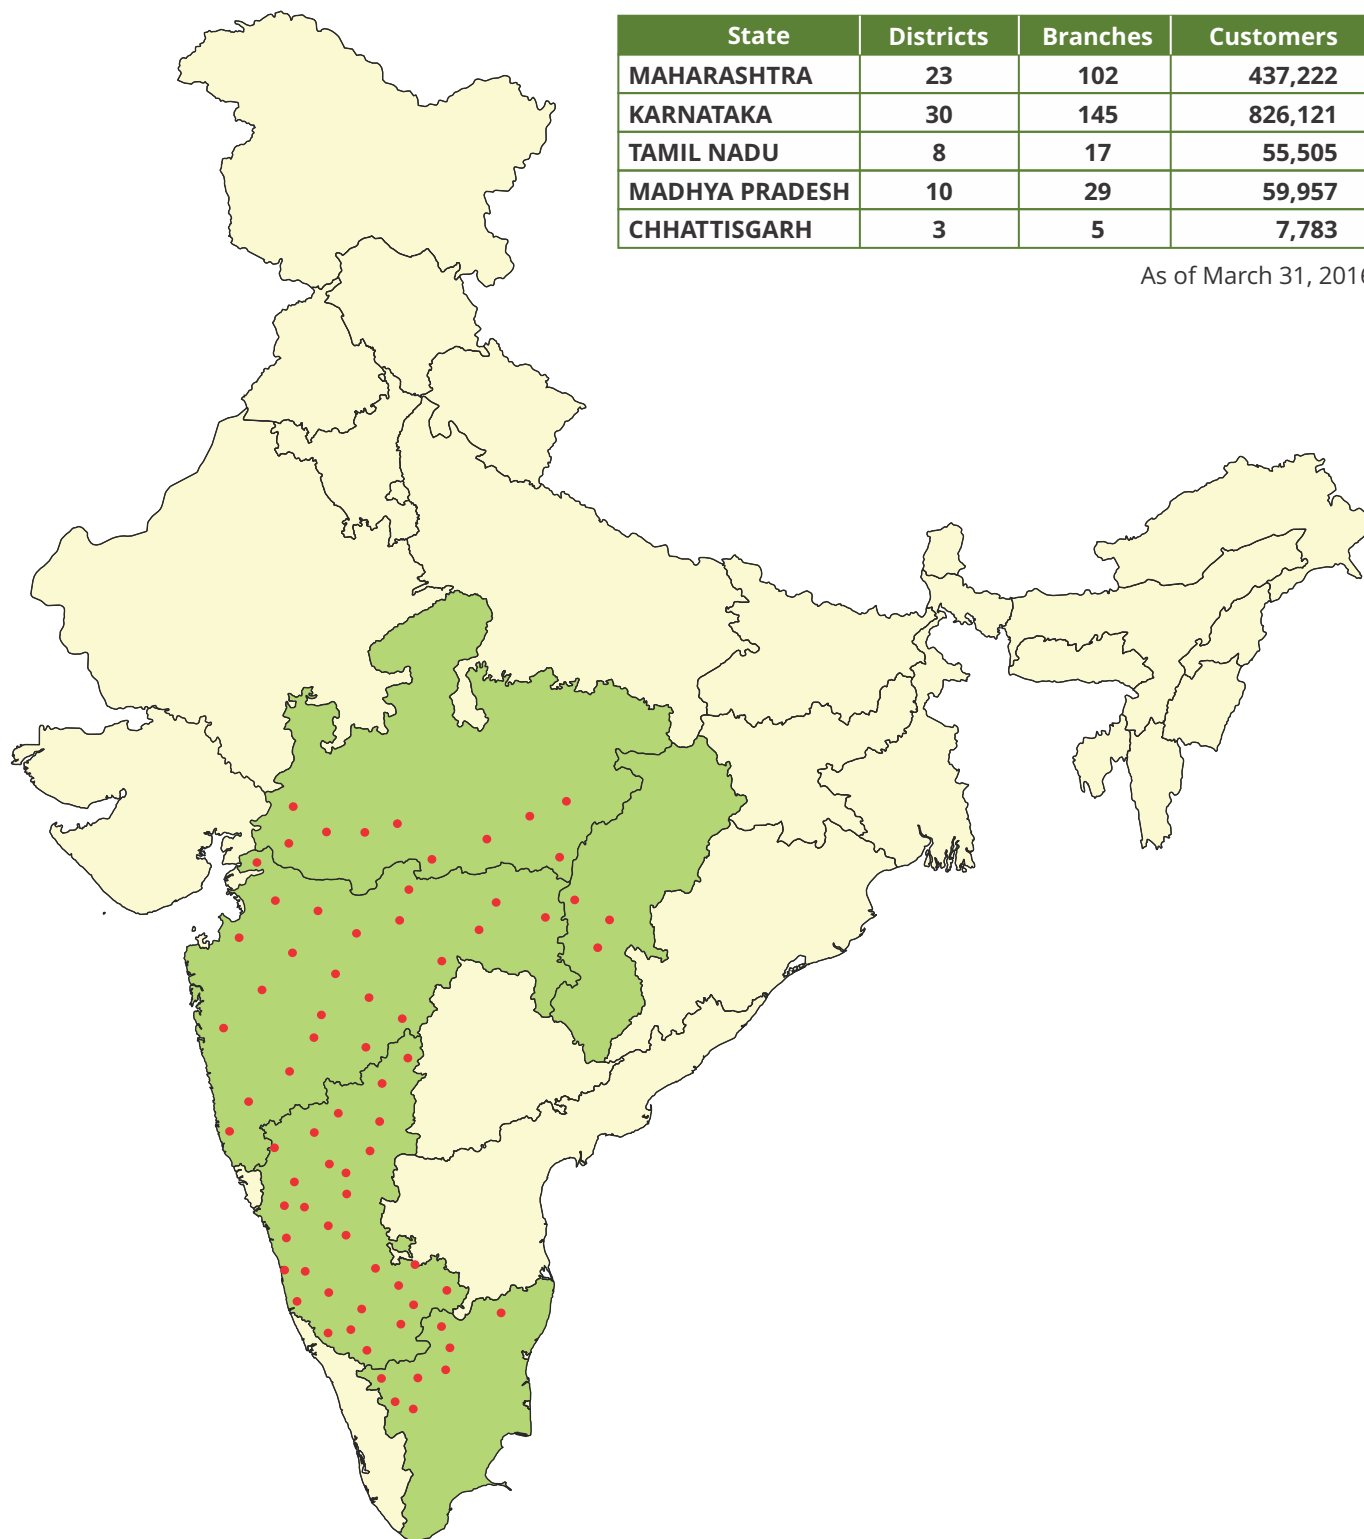 State Districts Branches Customers
MAHARASHTRA 23 102 437,222
KARNATAKA 30 145 826,121
TAMIL NADU 8 17 55,505
MADHYA PRADESH 10 29 59,957
CHHATTISGARH 3 5 7,783
As of March 31, 2016